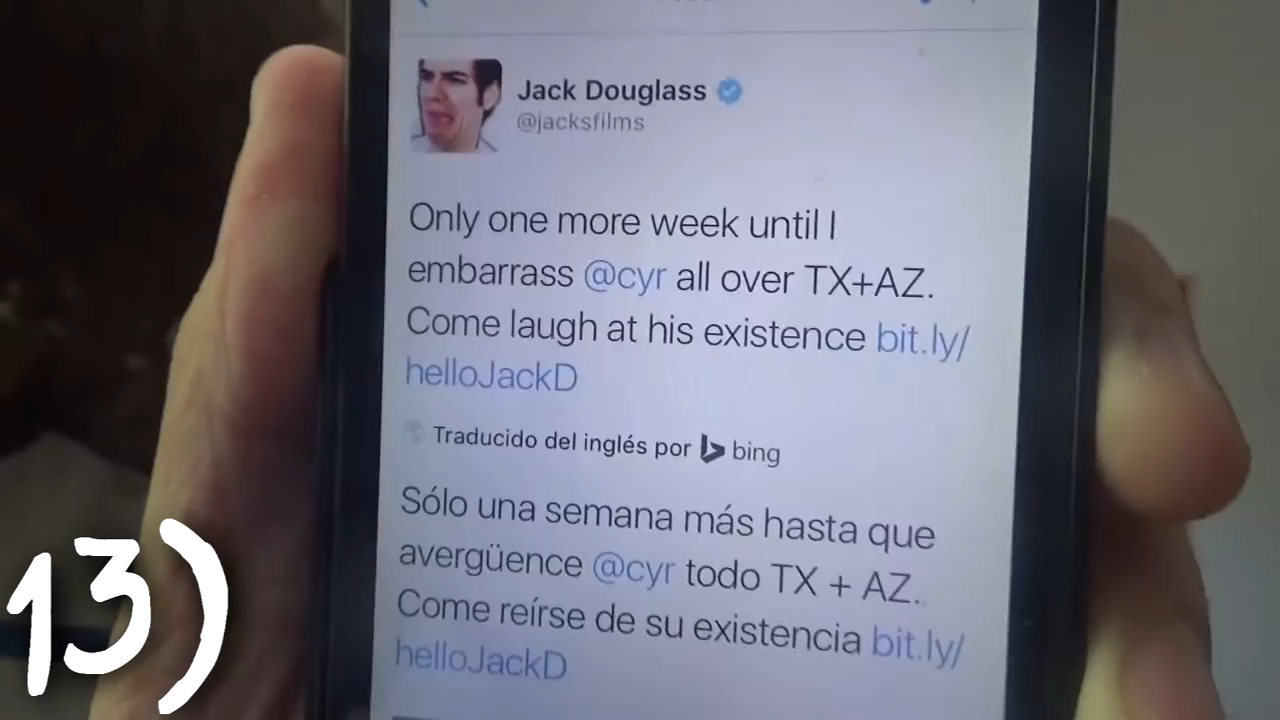 Jack Douglass
@jacksfilms
Only one more week until I
embarrass @cyr all over TX+AZ.
Come laugh at his existence bit.ly/
helloJackD
Traducido del inglés por bing
Sólo una semana más hasta que
avergüence @cyr todo TX + AZ.
Come reírse de su existencia bit.ly/
helloJackD
13)